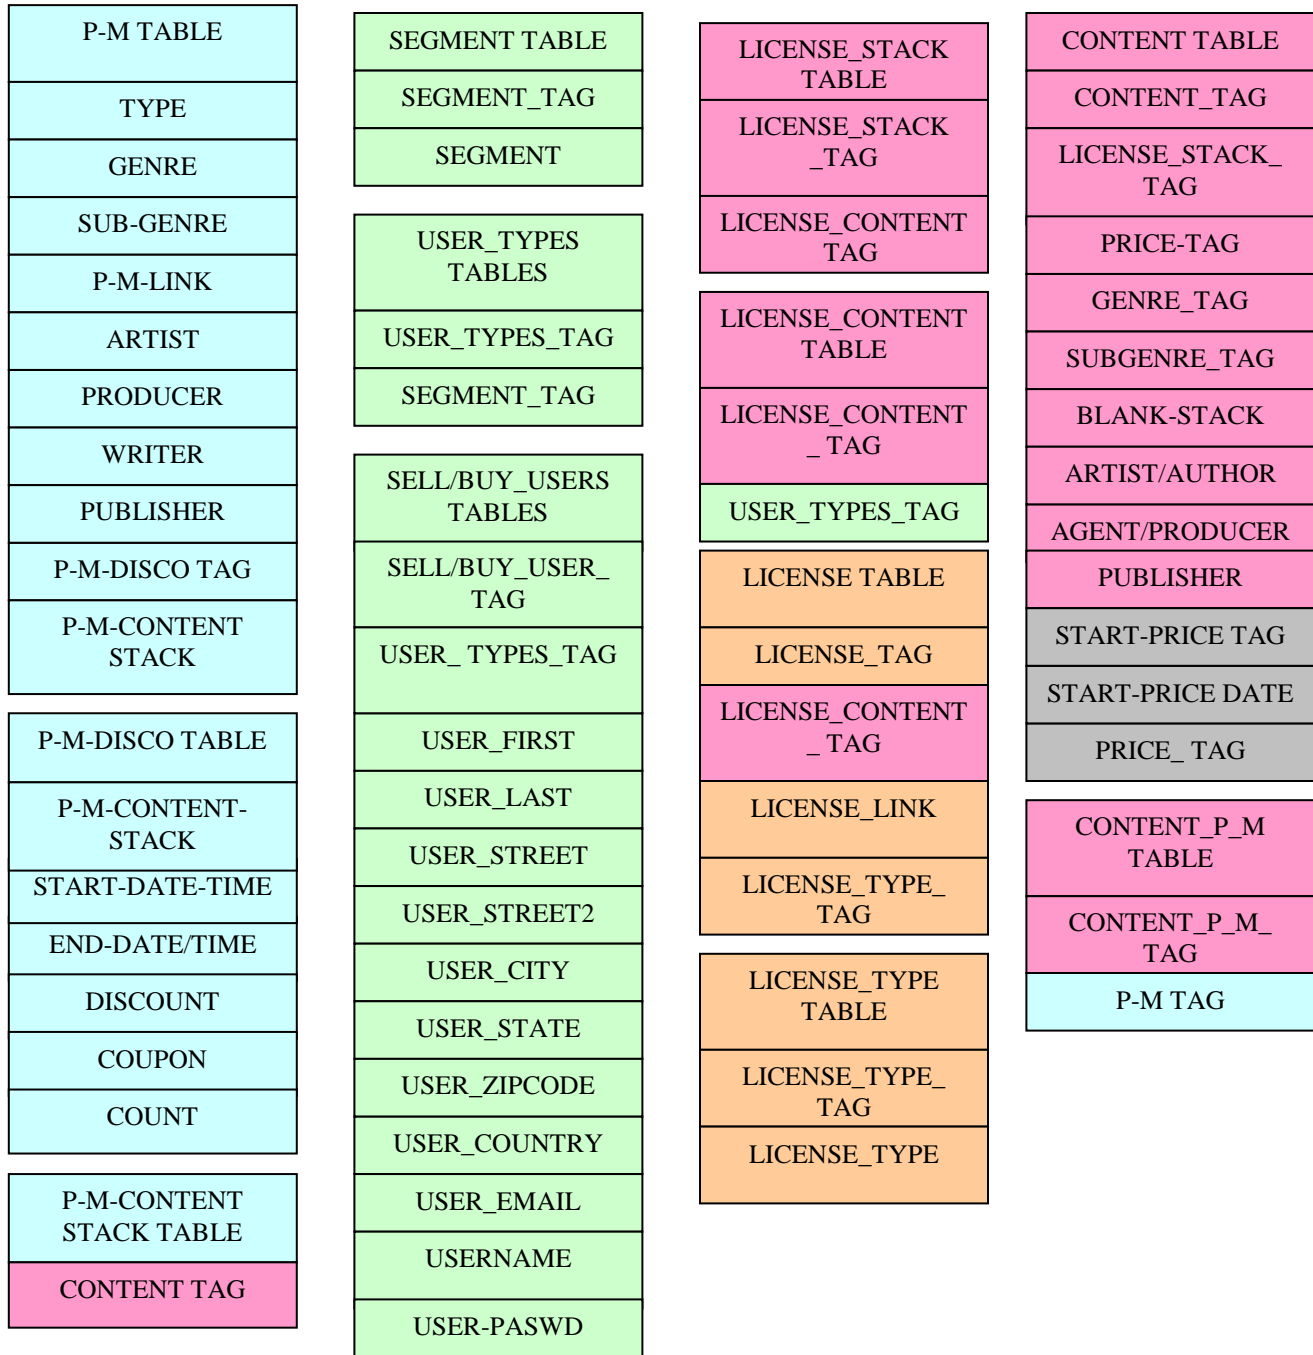 P-M TABLE
TYPE
GENRE
SUB-GENRE
P-M-LINK
ARTIST
PRODUCER
WRITER
PUBLISHER
P-M-DISCO TAG
P-M-CONTENT
STACK
P-M-DISCO TABLE
P-M-CONTENT-
STACK
START-DATE-TIME
END-DATE/TIME
DISCOUNT
COUPON
COUNT
P-M-CONTENT
STACK TABLE
CONTENT TAG
SEGMENT TABLE
SEGMENT_TAG
SEGMENT
USER_TYPES
TABLES
USER_TYPES_TAG
SEGMENT_TAG
SELL/BUY_USERS
TABLES
SELL/BUY_USER_
TAG
USER_ TYPES_TAG
USER_FIRST
USER_LAST
USER_STREET
USER_STREET2
USER_CITY
USER_STATE
USER_ZIPCODE
USER_COUNTRY
USER_EMAIL
USERNAME
USER-PASWD
LICENSE_STACK
TABLE
LICENSE_STACK
_TAG
LICENSE_CONTENT
TAG
LICENSE_CONTENT
TABLE
LICENSE_CONTENT
_ TAG
USER_TYPES_TAG
LICENSE TABLE
LICENSE_TAG
LICENSE_CONTENT
_ TAG
LICENSE_LINK
LICENSE_TYPE_
TAG
LICENSE_TYPE
TABLE
LICENSE_TYPE_
TAG
LICENSE_TYPE
CONTENT TABLE
CONTENT_TAG
LICENSE_STACK_
TAG
PRICE-TAG
GENRE_TAG
SUBGENRE_TAG
BLANK-STACK
ARTIST/AUTHOR
AGENT/PRODUCER
PUBLISHER
START-PRICE TAG
START-PRICE DATE
PRICE_ TAG
CONTENT_P_M
TABLE
CONTENT_P_M_
TAG
P-M TAG